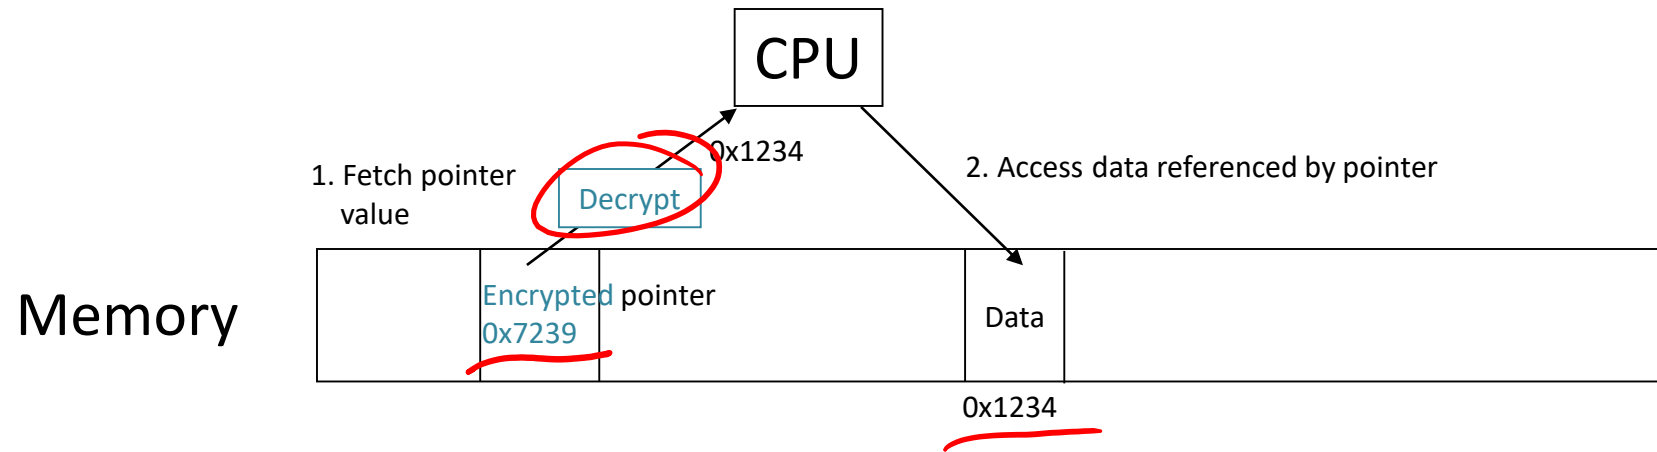 CPU
0x1234
1. Fetch pointer
value
2. Access data referenced by pointer
Decrypt
Memory
Encrypted pointer
0x7239
Data
0x1234